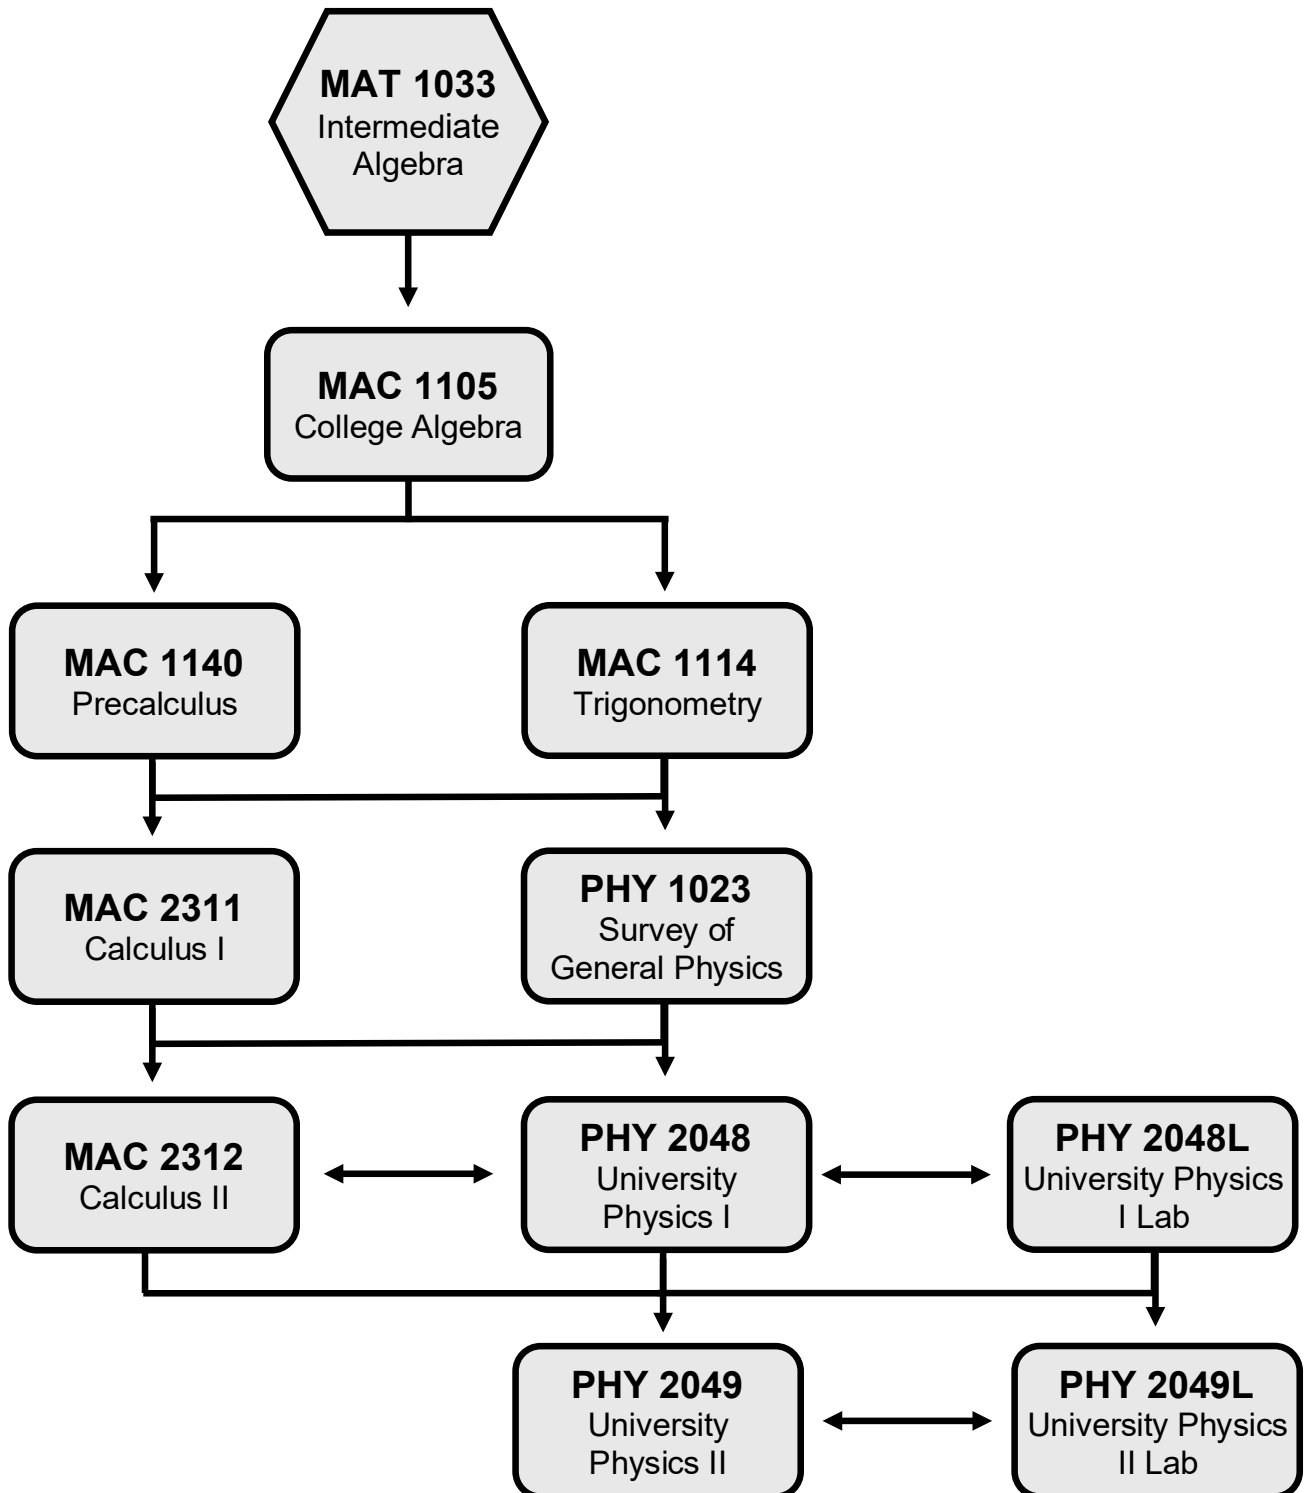 MAT 1033
Intermediate
Algebra
MAC 1105
College Algebra
MAC 1140
Precalculus
MAC 1114
Trigonometry
MAC 2311
Calculus I
PHY 1023
Survey of
General Physics
MAC 2312
Calculus II
PHY 2048
University
Physics I
PHY 2048L
University Physics
I Lab
PHY 2049
University
Physics II
PHY 2049L
University Physics
II Lab